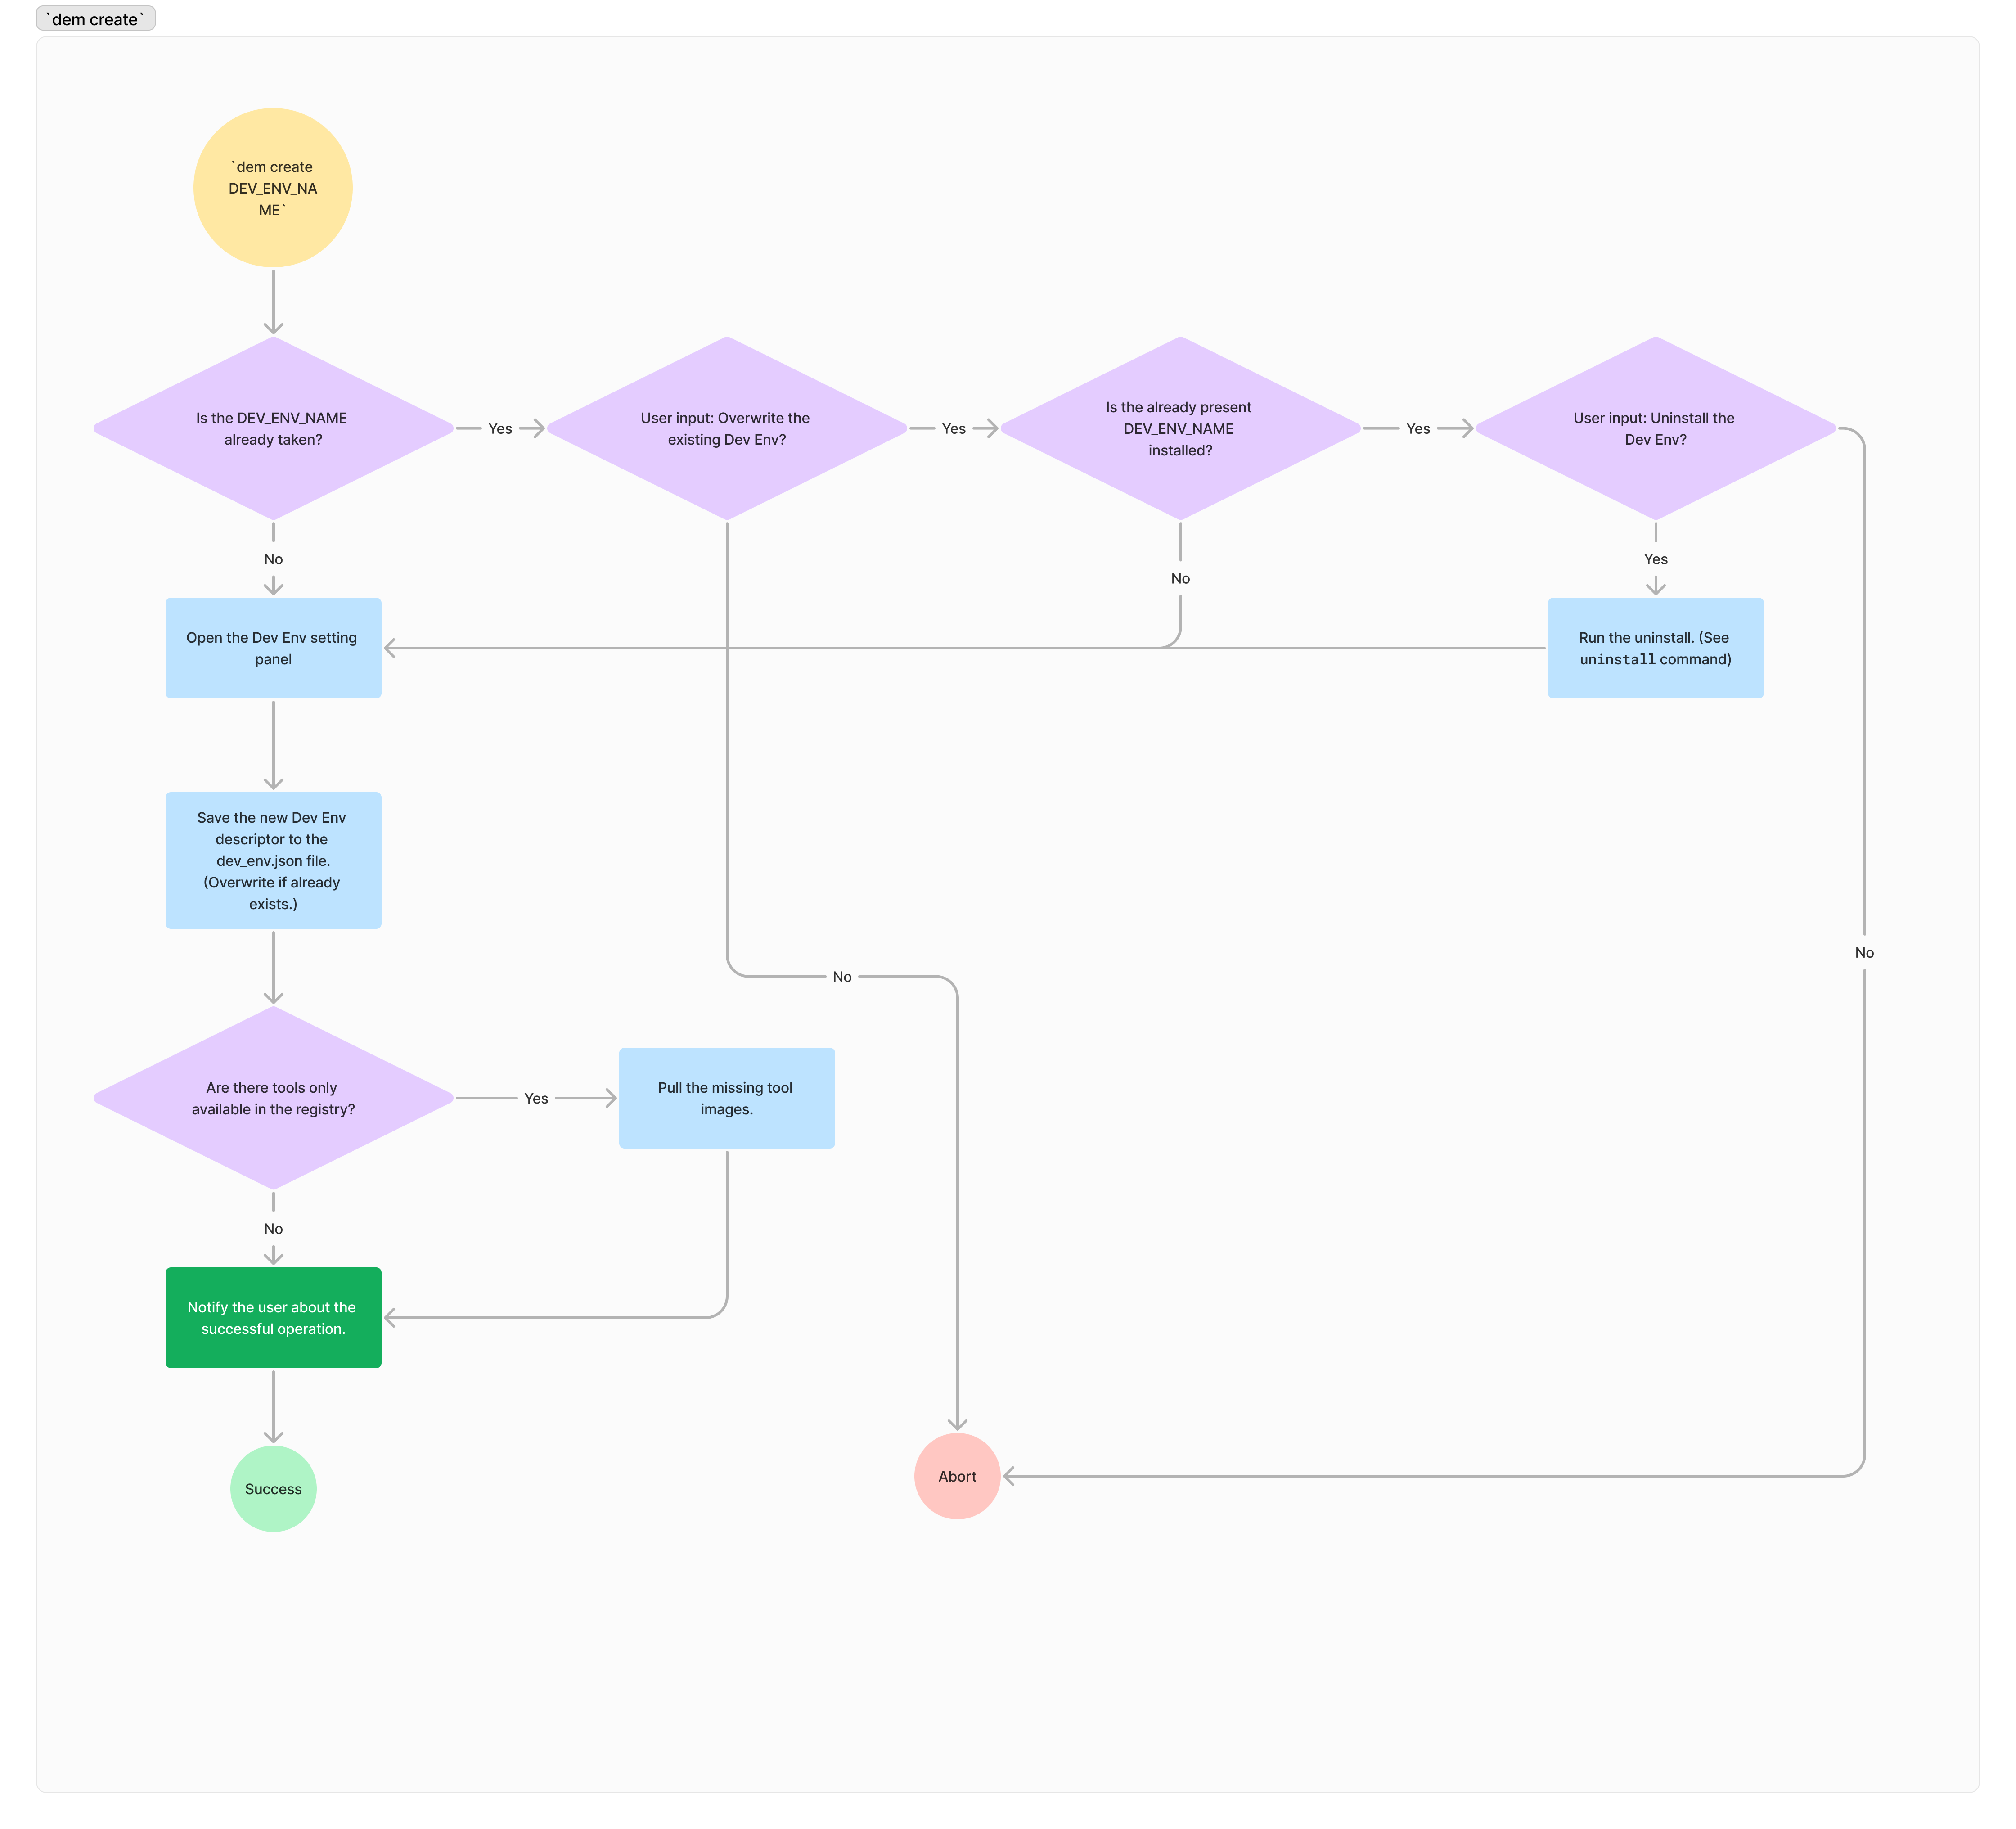 `dem create`
`dem create
DEV_ENV_NA
ME`
Is the DEV_ENV_NAME
already taken?
Yes
User input: Overwrite the
existing Dev Env?
Yes
Is the already present
DEV_ENV_NAME
installed?
Yes
User input: Uninstall the
Dev Env?
No
No
Yes
Open the Dev Env setting
panel
Run the uninstall. (See
uninstall command)
Save the new Dev Env
descriptor to the
dev_env.json file.
(Overwrite if already
exists.)
No
No
Are there tools only
available in the registry?
Yes
Pull the missing tool
images.
No
Notify the user about the
successful operation.
Success
Abort